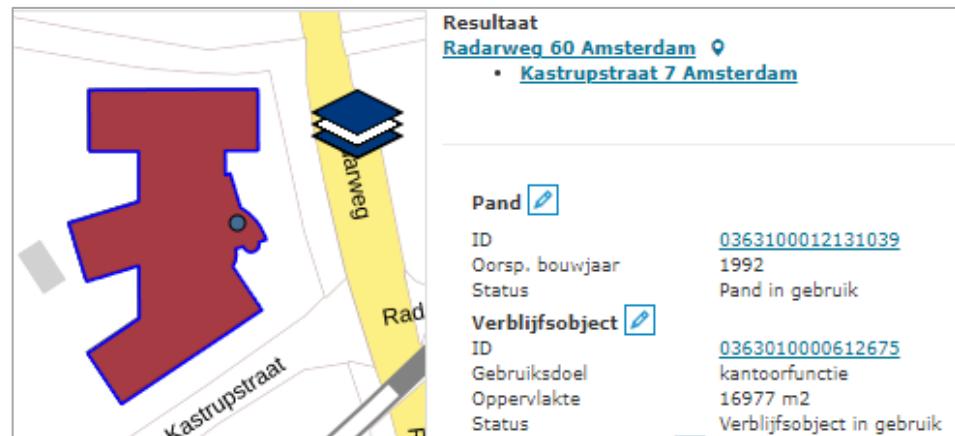 Resultaat
Radarweg 60 Amsterdam
• Kastrupstraat 7 Amsterdam
Pand
ID 0363100012131039
Oorsp. bouwjaar 1992
Status Pand in gebruik
Verblijfsobject
ID 0363010000612675
Gebruiksdoel kantoorfunctie
Oppervlakte 16977 m2
Status Verblijfsobject in gebruik
arweg
Rad
Kastrupstraat